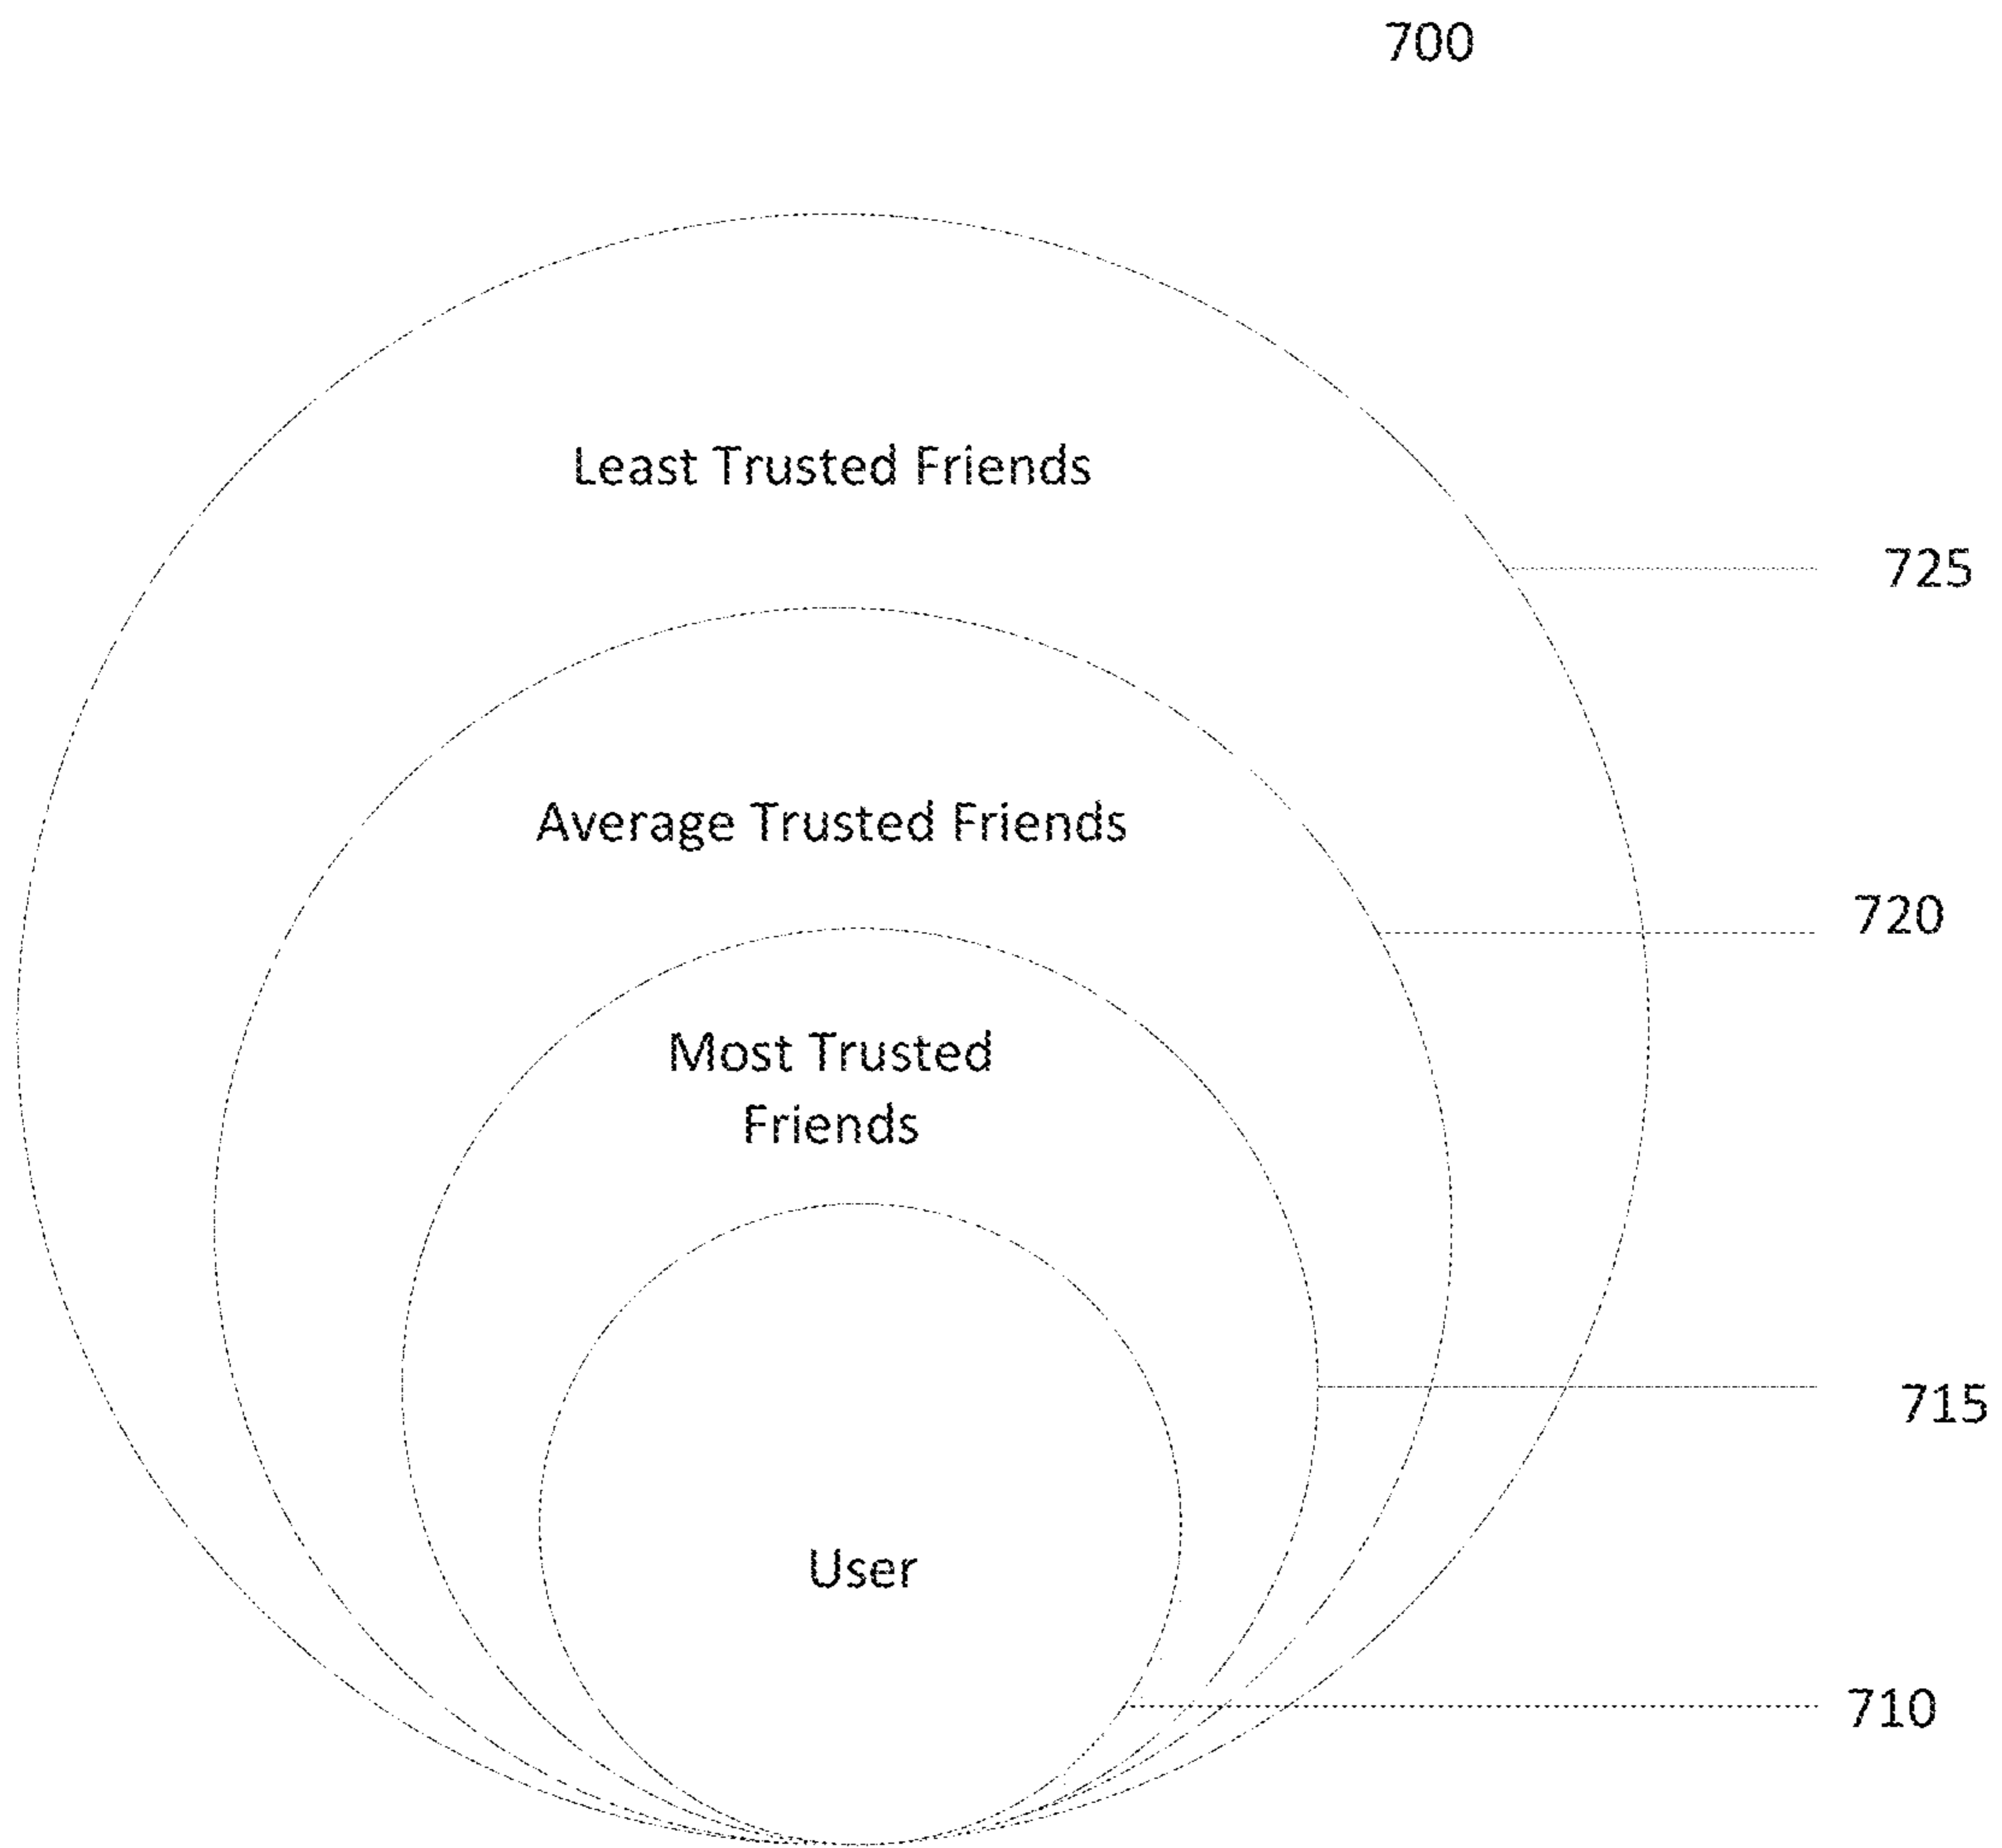 700
Least Trusted Friends
725
Average Trusted Friends
720
Most Trusted
Friends
715
User
710